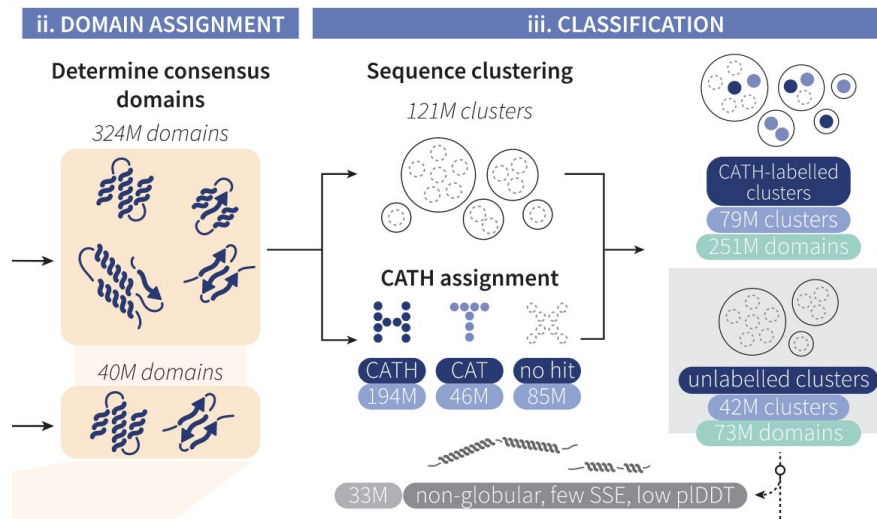 ii. DOMAIN ASSIGNMENT
iii. CLASSIFICATION
Determine consensus
domains
324M domains
40M domains
Sequence clustering
121M clusters
CATH assignment
H T X
CATH CAT no hit
194M 46M 85M
CATH-labelled
clusters
79M clusters
251M domains
unlabelled clusters
42M clusters
73M domains
33M non-globular, few SSE, low plDDT